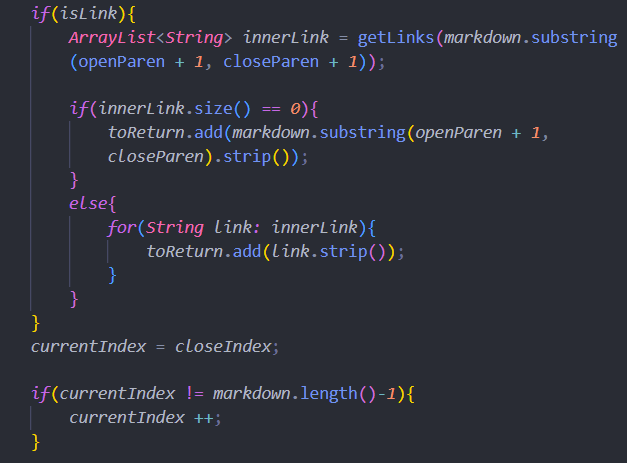 if(isLink){
ArrayList<String> innerLink = getLinks(markdown.substring
(openParen + 1, closeParen + 1));
if(innerLink.size() == 0){
toReturn.add(markdown.substring(openParen + 1,
closeParen).strip());
}
else{
for(String link: innerLink){
toReturn.add(link.strip());
}
}
}
currentIndex = closeIndex;
if(currentIndex != markdown.length()-1){
currentIndex ++;
}